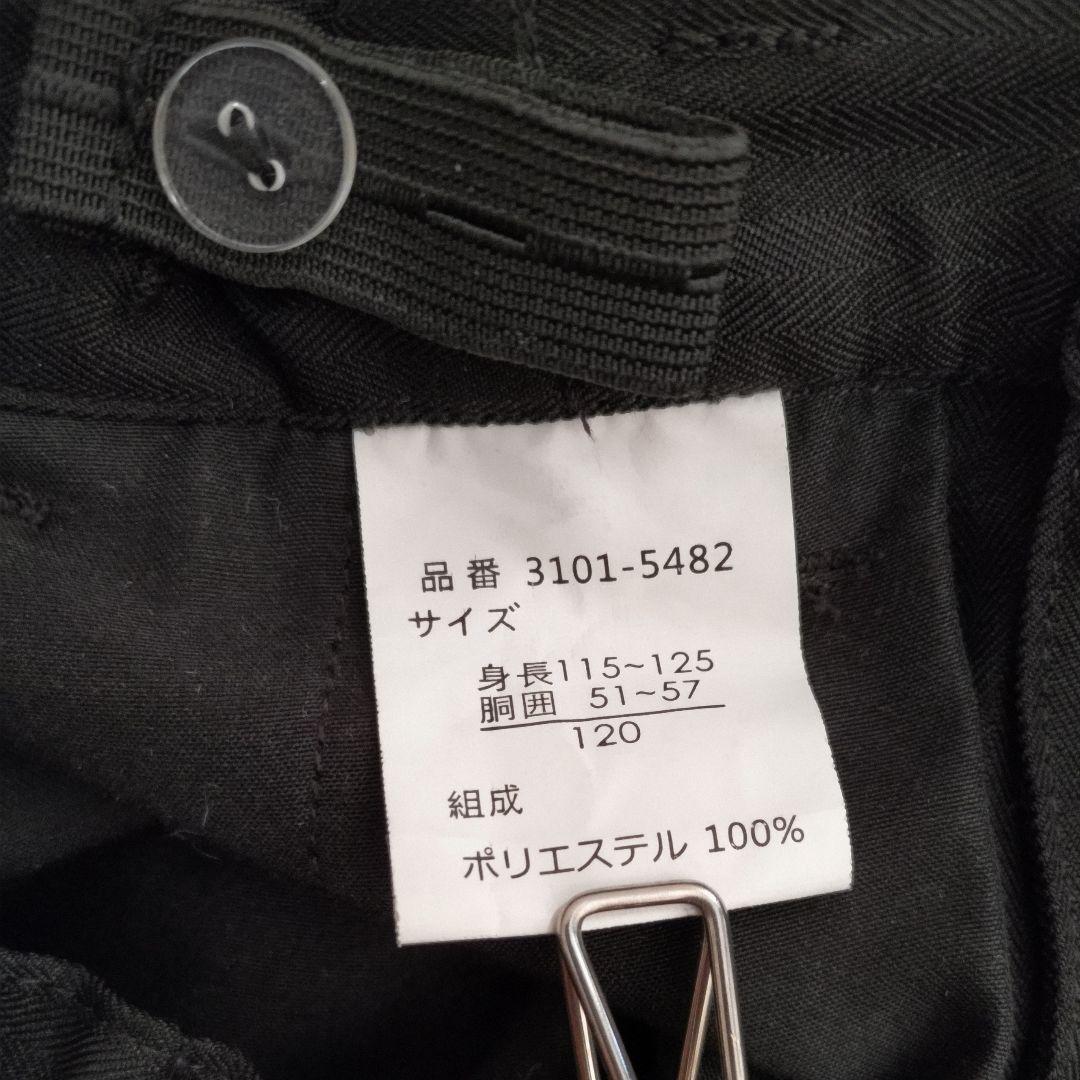 品番 3101-5482
サイズ
身長115~125
胴囲 51~57
120
組成
ポリエステル 100%